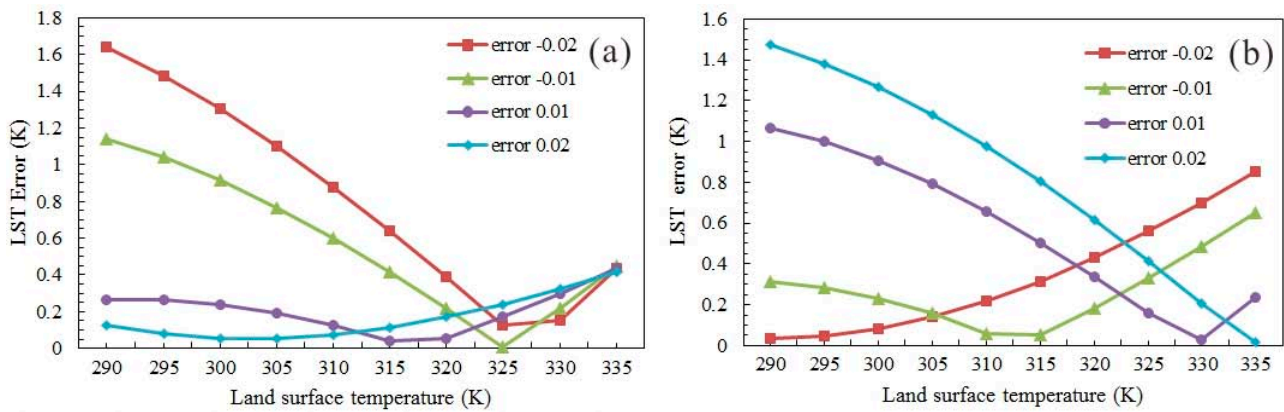 1.8
1.6
1.4
1.2
1
0.8
0.6
0.4
0.2
0
LST Error (K)
290 295 300 305 310 315 320 325 330 335
Land surface temperature (K)
error -0.02
error -0.01
error 0.01
error 0.02
(a)
1.6
1.4
1.2
1
0.8
0.6
0.4
0.2
0
LST error (K)
290 295 300 305 310 315 320 325 330 335
Land surface temperature (K)
error -0.02
error -0.01
error 0.01
error 0.02
(b)